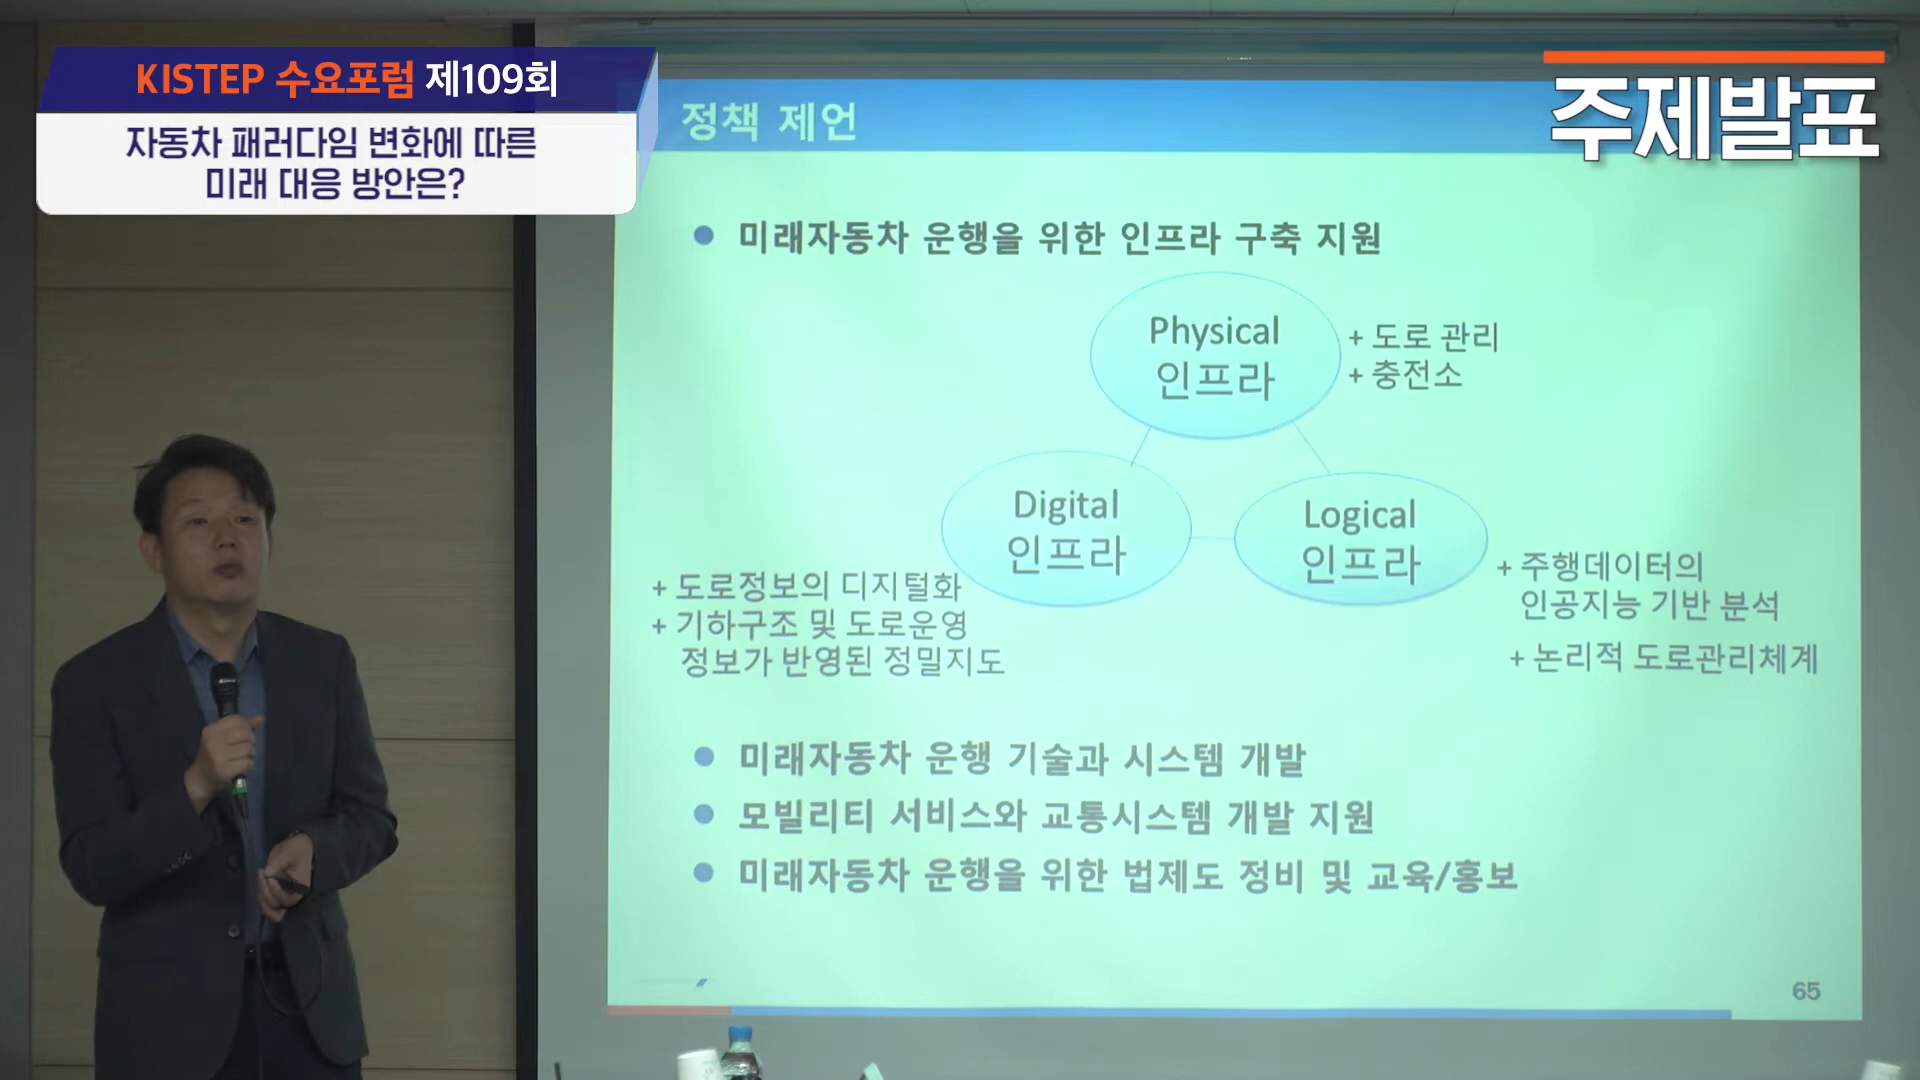 KISTEP 수요포럼 제109회
자동차 패러다임 변화에 따른
미래 대응 방안은?
주제발표
정책 제언
미래자동차 운행을 위한 인프라 구축 지원
Physical
인프라
+ 도로 관리
+ 충전소
Digital
인프라
Logical
인프라
+ 도로정보의 디지털화
+ 기하구조 및 도로운영
정보가 반영된 정밀지도
+ 주행데이터의
인공지능 기반 분석
+ 논리적 도로관리체계
미래자동차 운행 기술과 시스템 개발
모빌리티 서비스와 교통시스템 개발 지원
미래자동차 운행을 위한 법제도 정비 및 교육/홍보
65